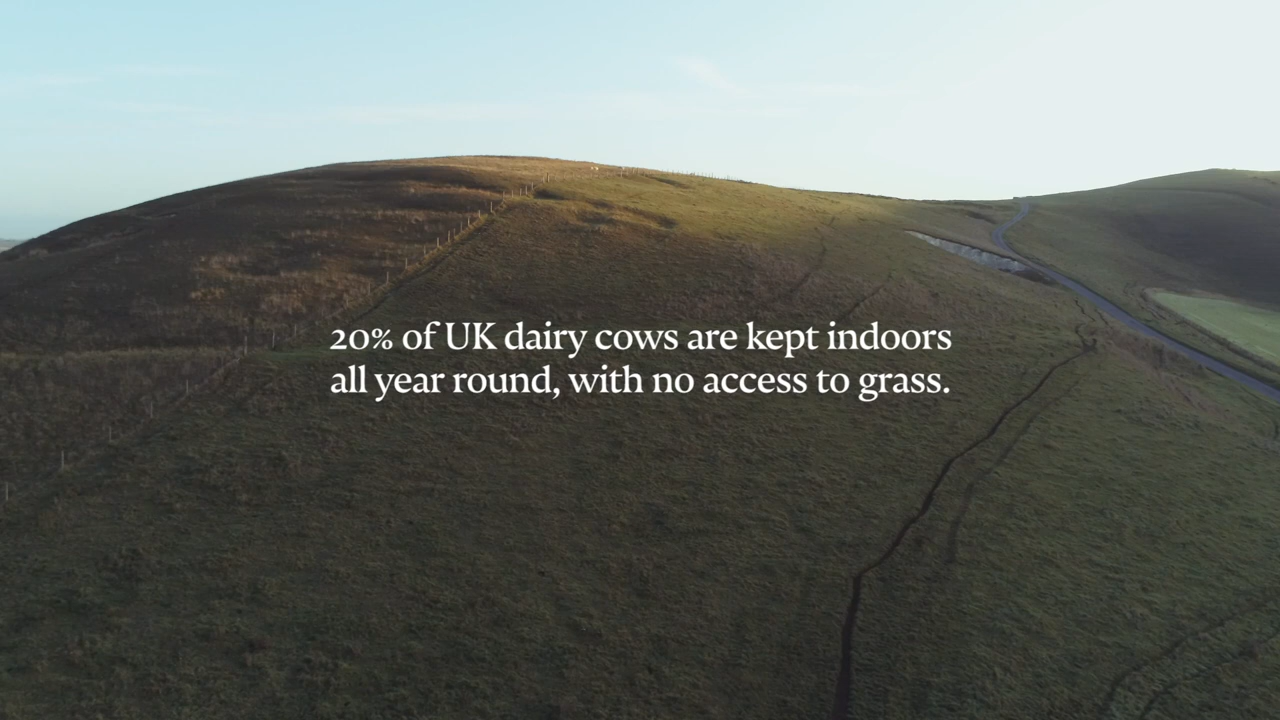 20% of UK dairy cows are kept indoors
all year round, with no access to grass.